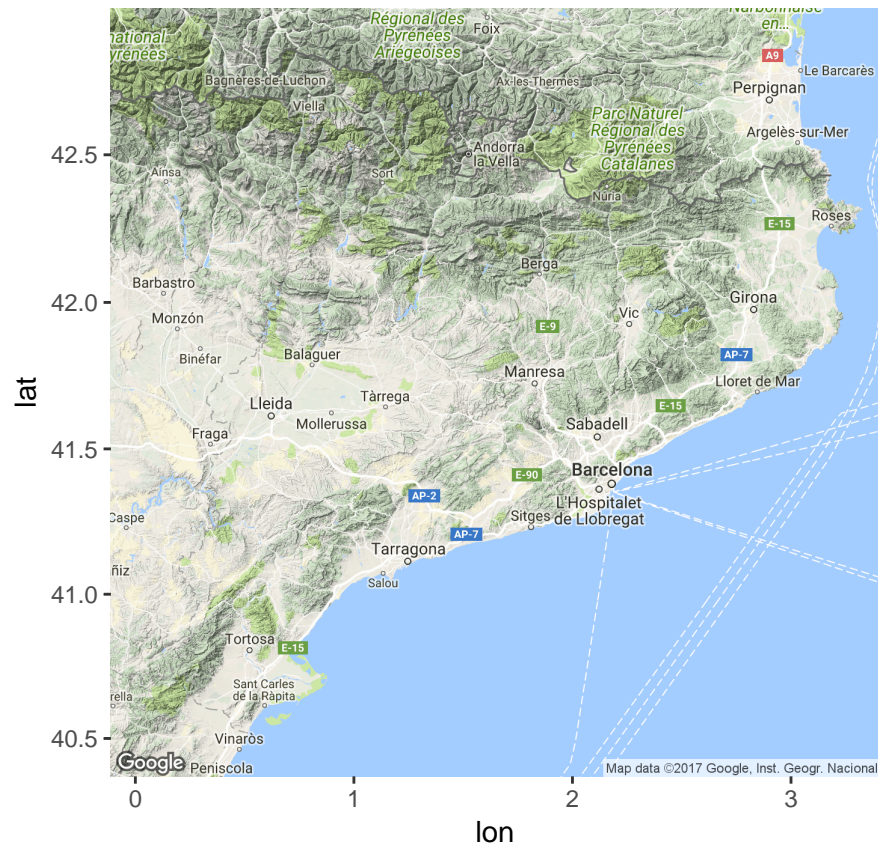 Narbonnaise
en...
Régional des
Pyrénées
Ariégeoises
Foix
national
Pyrénées
A9
Le Barcarès
Bagnères-de-Luchon
Ax-les-Thermes
Perpignan
Viella
Parc Naturel
Régional des
Pyrénées
Catalanes
Argelès-sur-Mer
42.5
Andorra
la Vella
Aínsa
Sort
Núria
Roses
E-15
Berga
Barbastro
42.0
Girona
Monzón
Vic
E-9
Binéfar
Balaguer
AP-7
Manresa
Lloret de Mar
lat
Lleida
Tàrrega
E-15
Mollerussa
Sabadell
Fraga
41.5
Barcelona
E-90
AP-2
L'Hospitalet
de Llobregat
Caspe
Sitges
AP-7
Tarragona
ñiz
Salou
41.0
Tortosa
E-15
Sant Carles
de la Ràpita
rella
40.5
Vinaròs
Google
Peniscola
Map data ©2017 Google, Inst. Geogr. Nacional
0
1
2
3
lon